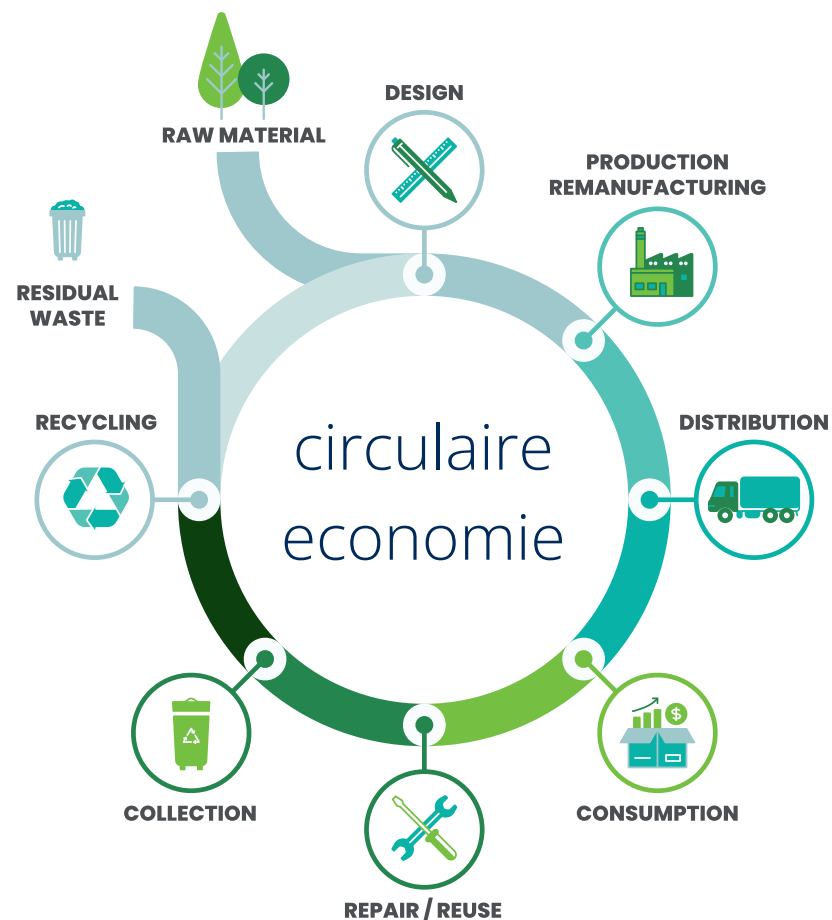 RAW MATERIAL
DESIGN
PRODUCTION
REMANUFACTURING
RESIDUAL
WASTE
RECYCLING
DISTRIBUTION
circulaire
economie
$
COLLECTION
CONSUMPTION
REPAIR / REUSE